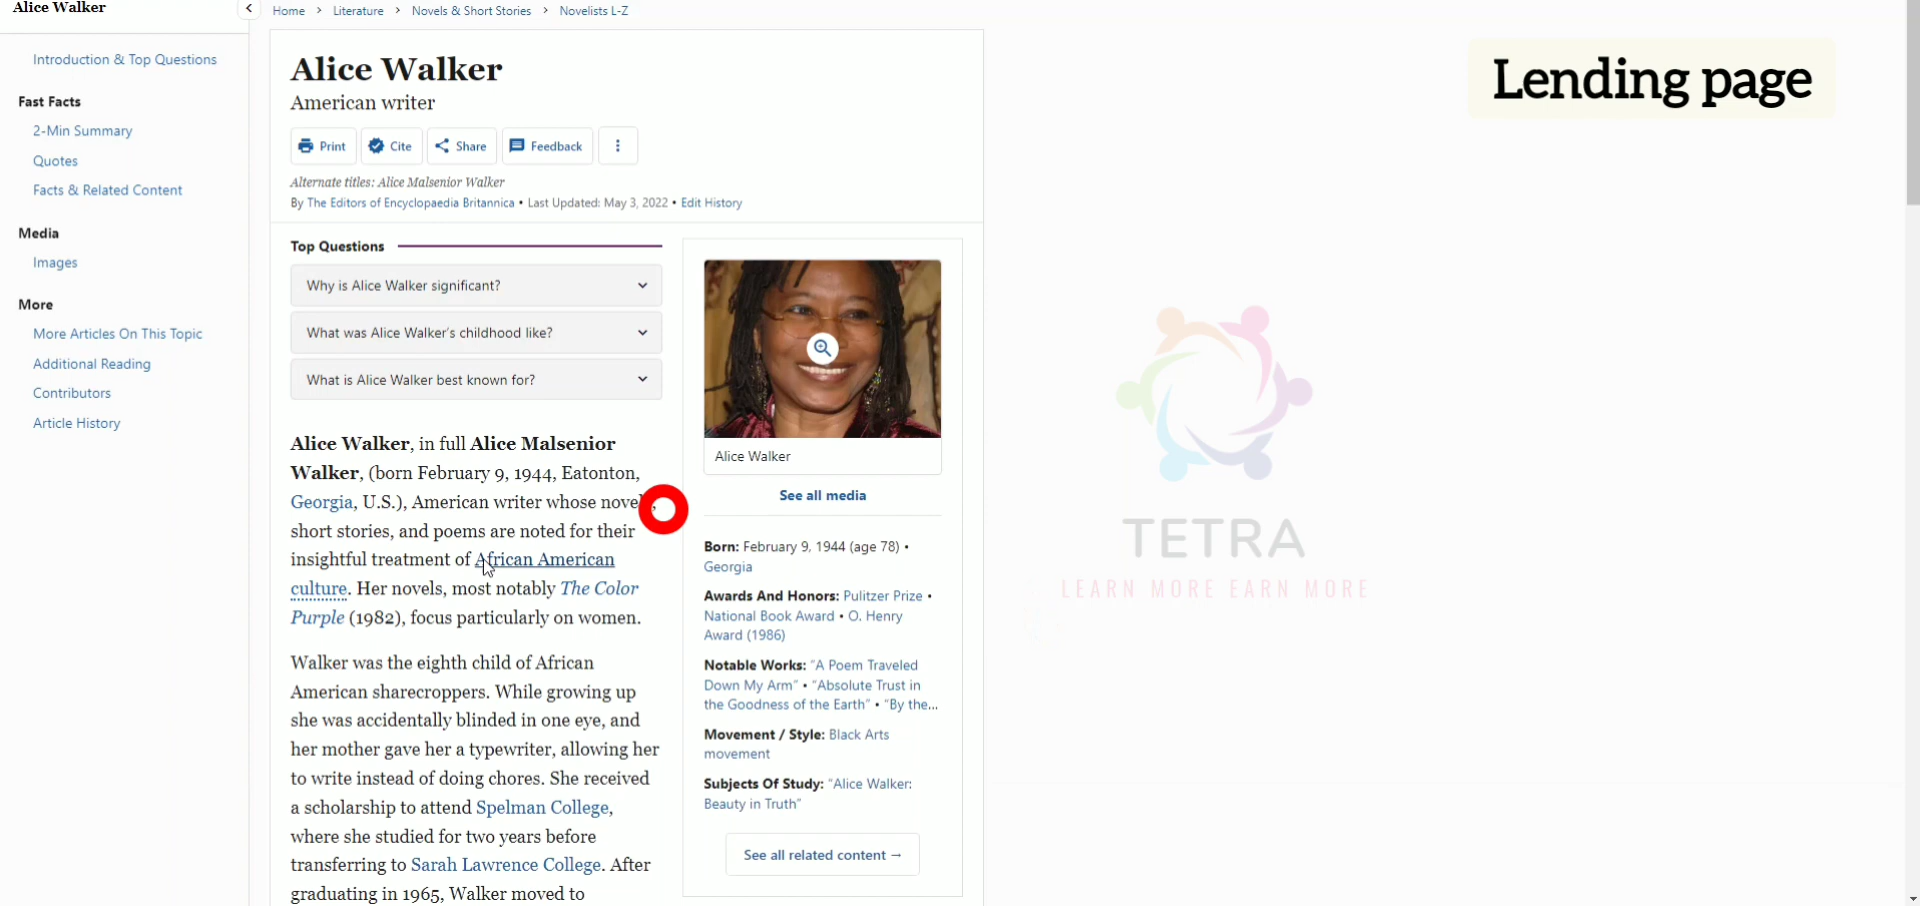 Alice Walker
Home > Literature > Novels & Short Stories > Novelists L-Z
Introduction & Top Questions
Fast Facts
2-Min Summary
Quotes
Facts & Related Content
Media
Images
More
More Articles On This Topic
Additional Reading
Contributors
Article History
Alice Walker
American writer
Print Cite Share Feedback
Alternate titles: Alice Malsenior Walker
By The Editors of Encyclopaedia Britannica • Last Updated: May 3, 2022 • Edit History
Top Questions
Why is Alice Walker significant?
What was Alice Walker's childhood like?
What is Alice Walker best known for?
Alice Walker, in full Alice Malsenior
Walker, (born February 9, 1944, Eatonton,
Georgia, U.S.), American writer whose
short stories, and poems are noted for their
insightful treatment of African American
culture. Her novels, most notably The Color
Purple (1982), focus particularly on women.
Walker was the eighth child of African
American sharecroppers. While growing up
she was accidentally blinded in one eye, and
her mother gave her a typewriter, allowing her
to write instead of doing chores. She received
a scholarship to attend Spelman College,
where she studied for two years before
transferring to Sarah Lawrence College. After
graduating in 1965, Walker moved to
Alice Walker
See all media
Born: February 9, 1944 (age 78) •
Georgia
Awards And Honors: Pulitzer Prize •
National Book Award • O. Henry
Award (1986)
Notable Works: "A Poem Traveled
Down My Arm" • "Absolute Trust in
the Goodness of the Earth" • "By the...
Movement / Style: Black Arts
movement
Subjects Of Study: "Alice Walker:
Beauty in Truth"
See all related content →
Lending page
TETRA
LEARN MORE EARN MORE